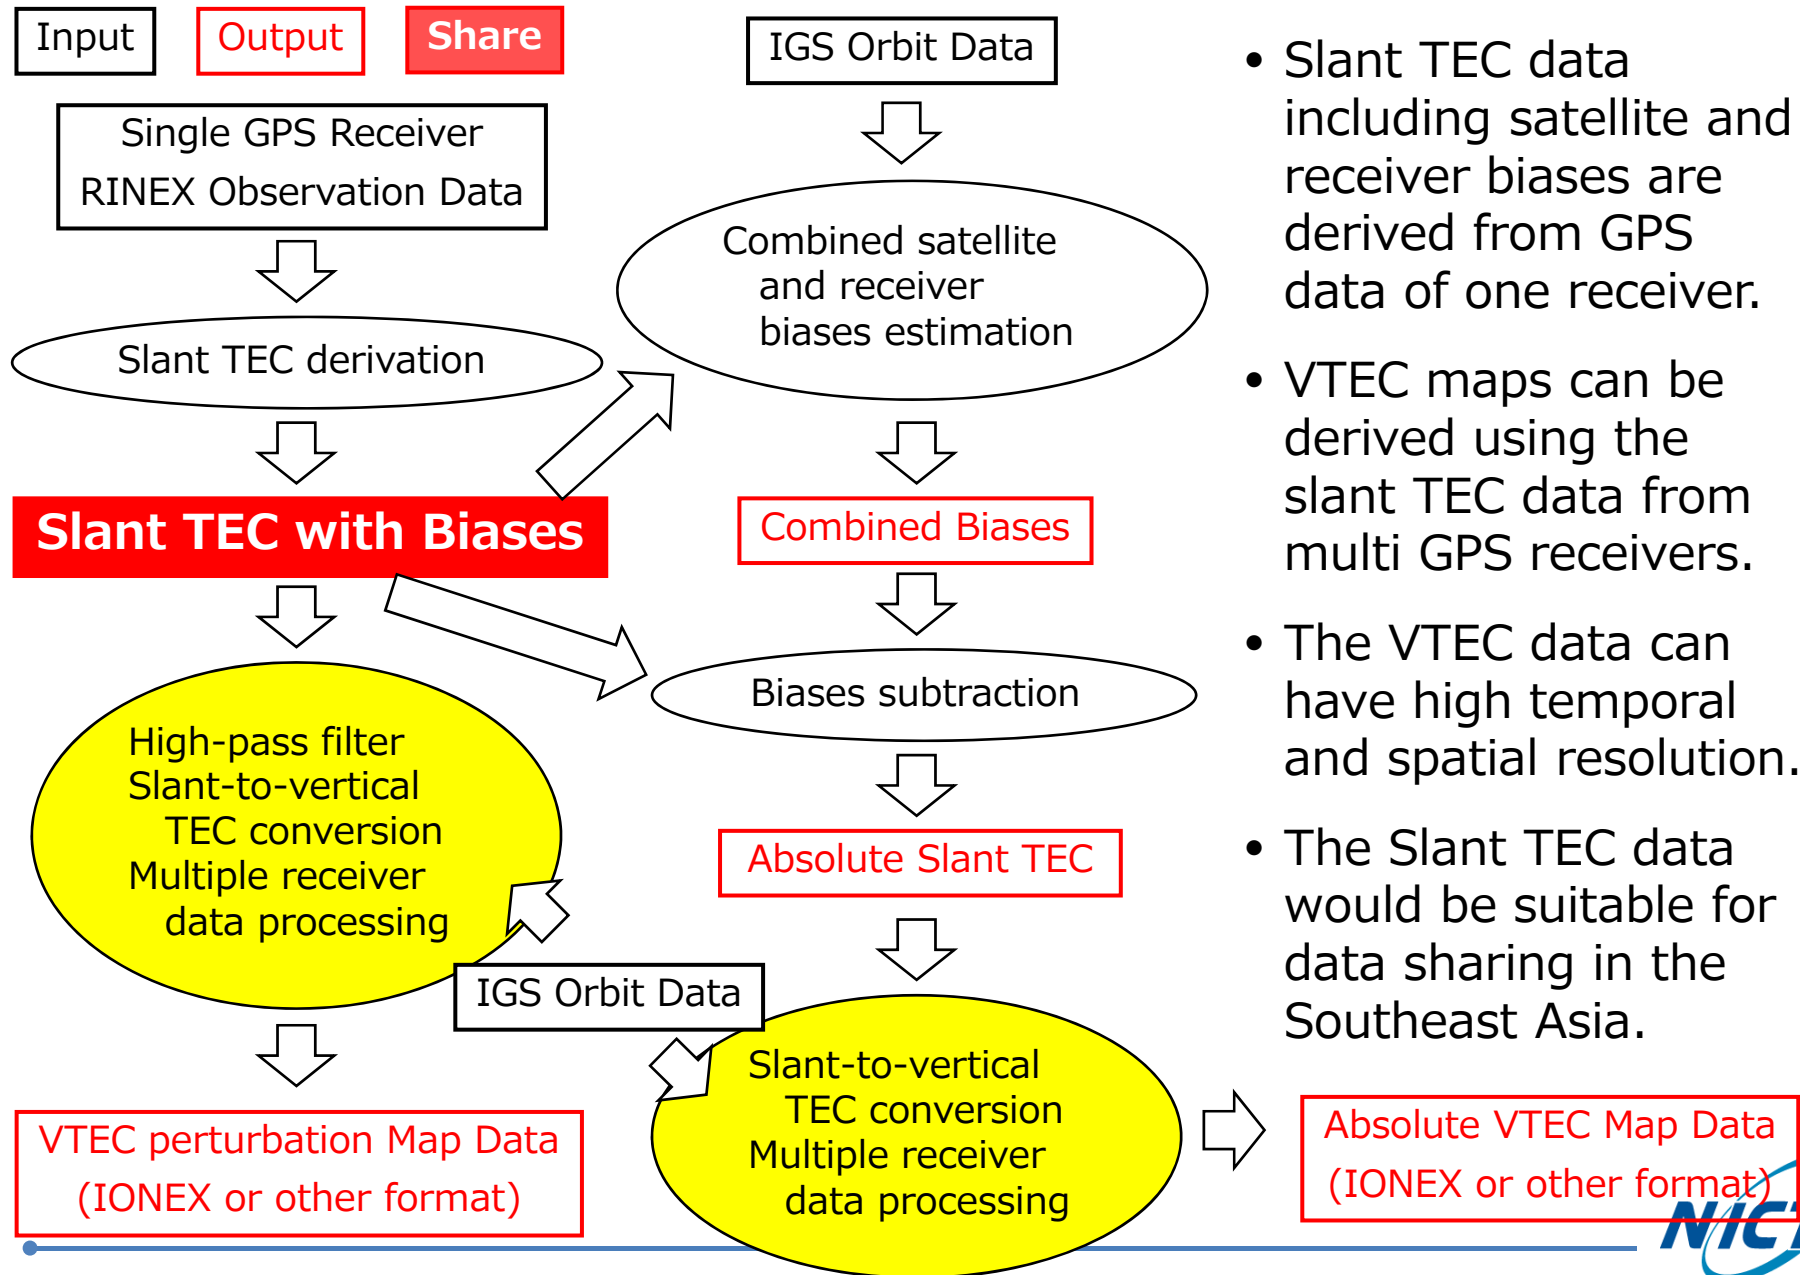 Input
Output
Share
Single GPS Receiver
RINEX Observation Data
Slant TEC derivation
Slant TEC with Biases
High-pass filter
Slant-to-vertical
TEC conversion
Multiple receiver
data processing
VTEC perturbation Map Data
(IONEX or other format)
IGS Orbit Data
Combined satellite
and receiver
biases estimation
Combined Biases
Biases subtraction
Absolute Slant TEC
IGS Orbit Data
Slant-to-vertical
TEC conversion
Multiple receiver
data processing
Absolute VTEC Map Data
(IONEX or other format)
• Slant TEC data
including satellite and
receiver biases are
derived from GPS
data of one receiver.
• VTEC maps can be
derived using the
slant TEC data from
multi GPS receivers.
• The VTEC data can
have high temporal
and spatial resolution.
• The Slant TEC data
would be suitable for
data sharing in the
Southeast Asia.
NICT